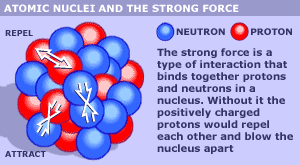 ATOMIC NUCLEI AND THE STRONG FORCE
REPEL
NEUTRON PROTON
The strong force is a
type of interaction that
binds together protons
and neutrons in a
nucleus. Without it the
positively charged
protons would repel
each other and blow the
nucleus apart
ATTRACT